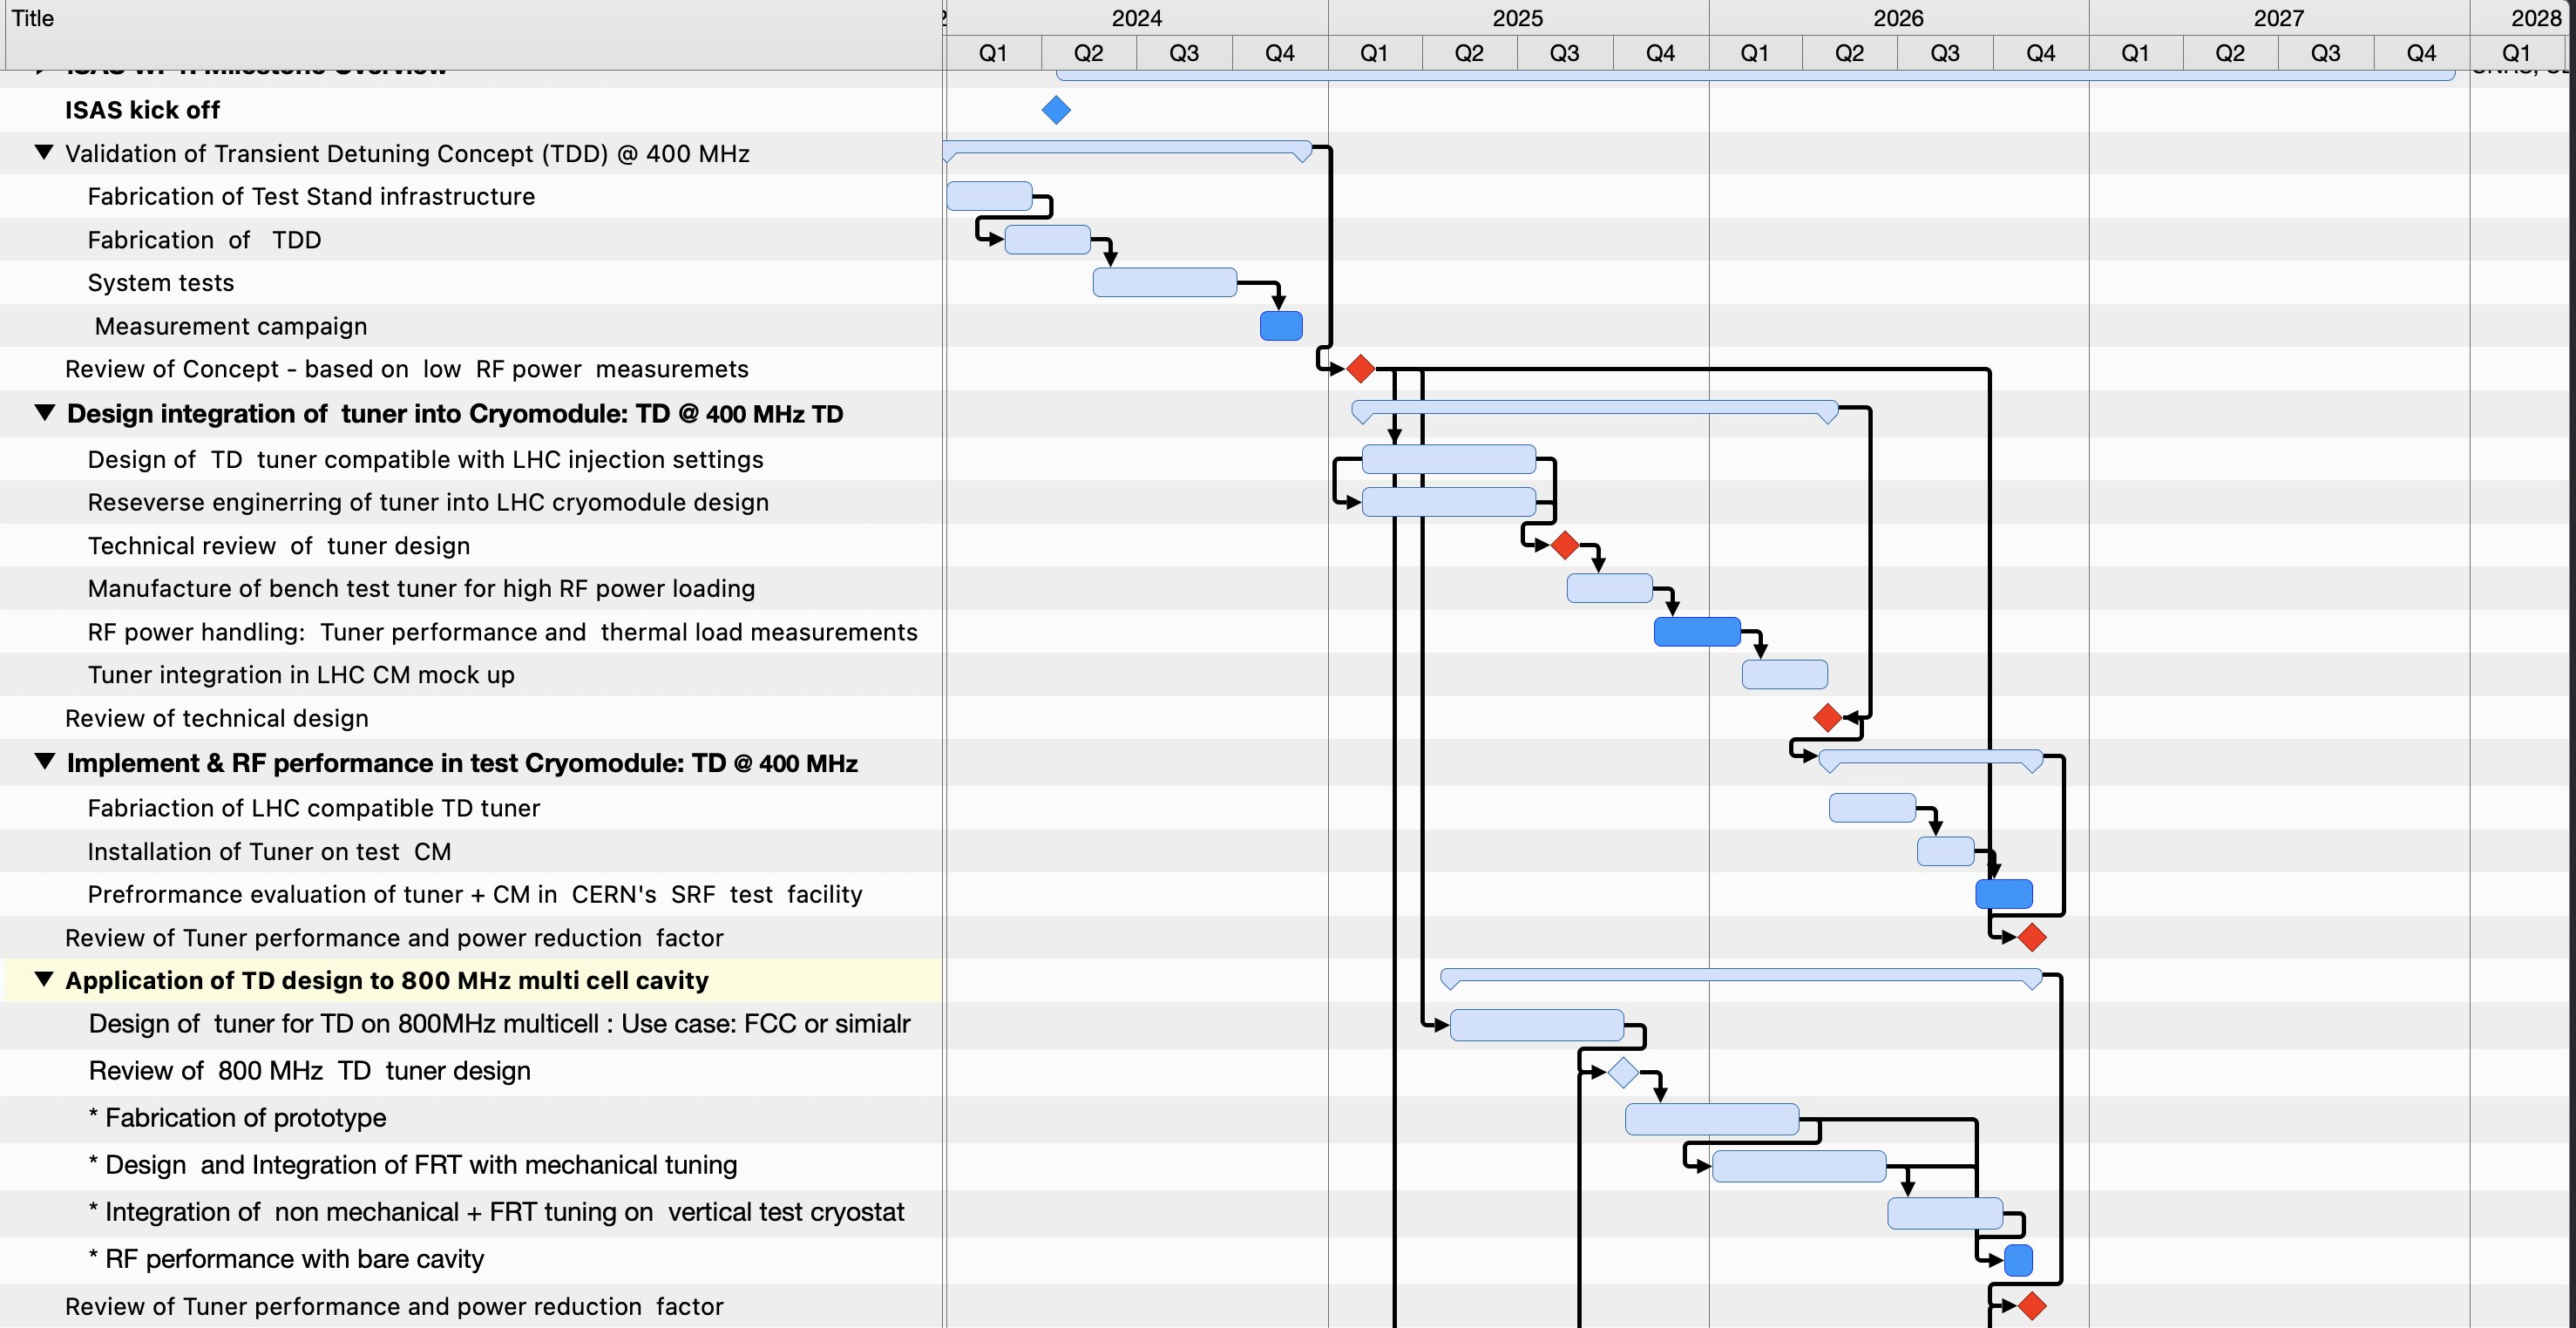 Title
2024 2025 2026 2027 2028
Q1 Q2 Q3 Q4 Q1 Q2 Q3 Q4 Q1 Q2 Q3 Q4 Q1 Q2 Q3 Q4 Q1
Milestone Overview
ISAS kick off
Validation of Transient Detuning Concept (TDD) @ 400 MHz
Fabrication of Test Stand infrastructure
Fabrication of TDD
System tests
Measurement campaign
Review of Concept - based on low RF power measuremets
Design integration of tuner into Cryomodule: TD @ 400 MHz TD
Design of TD tuner compatible with LHC injection settings
Reseverse enginerring of tuner into LHC cryomodule design
Technical review of tuner design
Manufacture of bench test tuner for high RF power loading
RF power handling: Tuner performance and thermal load measurements
Tuner integration in LHC CM mock up
Review of technical design
Implement & RF performance in test Cryomodule: TD @ 400 MHz
Fabriaction of LHC compatible TD tuner
Installation of Tuner on test CM
Prefrormance evaluation of tuner + CM in CERN's SRF test facility
Review of Tuner performance and power reduction factor
Application of TD design to 800 MHz multi cell cavity
Design of tuner for TD on 800MHz multicell : Use case: FCC or simialr
Review of 800 MHz TD tuner design
* Fabrication of prototype
* Design and Integration of FRT with mechanical tuning
* Integration of non mechanical + FRT tuning on vertical test cryostat
* RF performance with bare cavity
Review of Tuner performance and power reduction factor